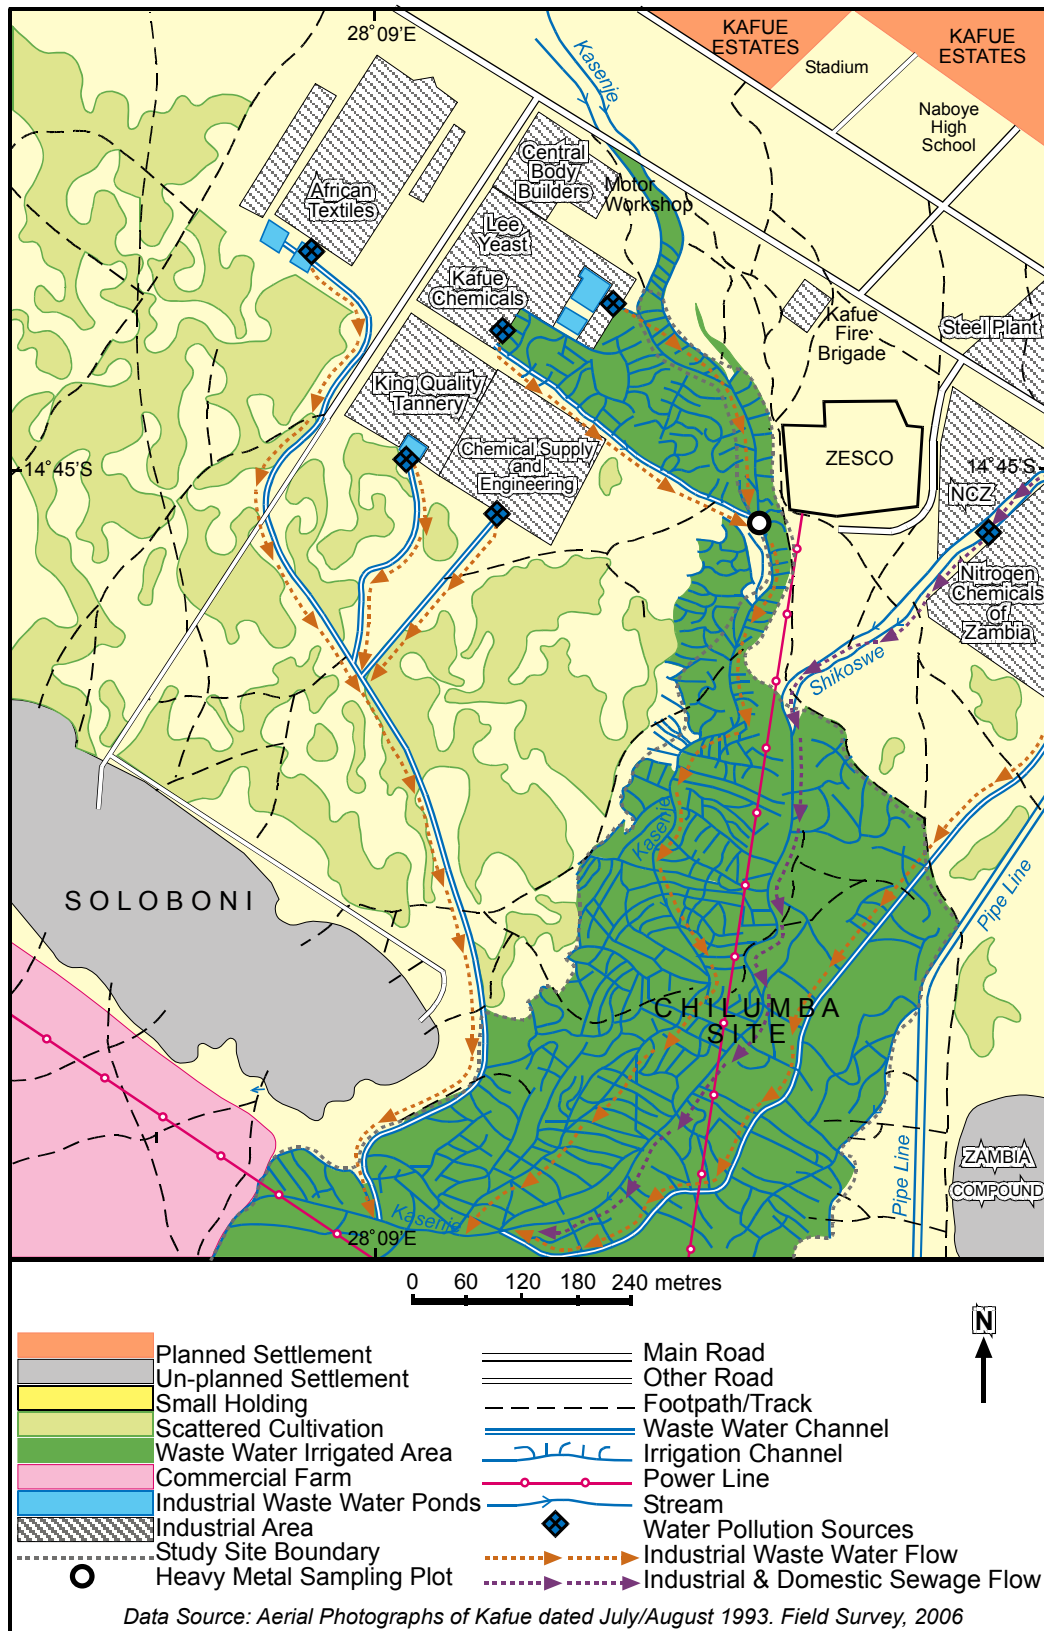 28°09'E
KAFUE
ESTATES
KAFUE
ESTATES
Stadium
Kasenje
Naboye
High
School
Central
Body
Builders
Motor
Workshop
African
Textiles
Lee
Yeast
Kafue
Chemicals
Kafue
Fire
Brigade
Steel Plant
King Quality
Tannery
Chemical Supply
and
Engineering
ZESCO
14°45'S
14°45'S
NCZ
Nitrogen
Chemicals
of
Zambia
Shikoswe
Kasenje
SOLOBONI
Pipe Line
CHILUMBA
SITE
Pipe Line
ZAMBIA
COMPOUND
Kasenje
28°09'E
0 60 120 180 240 metres
N
Planned Settlement
Un-planned Settlement
Small Holding
Scattered Cultivation
Waste Water Irrigated Area
Commercial Farm
Industrial Waste Water Ponds
Industrial Area
Study Site Boundary
Heavy Metal Sampling Plot
Main Road
Other Road
Footpath/Track
Waste Water Channel
Irrigation Channel
Power Line
Stream
Water Pollution Sources
Industrial Waste Water Flow
Industrial & Domestic Sewage Flow
Data Source: Aerial Photographs of Kafue dated July/August 1993. Field Survey, 2006